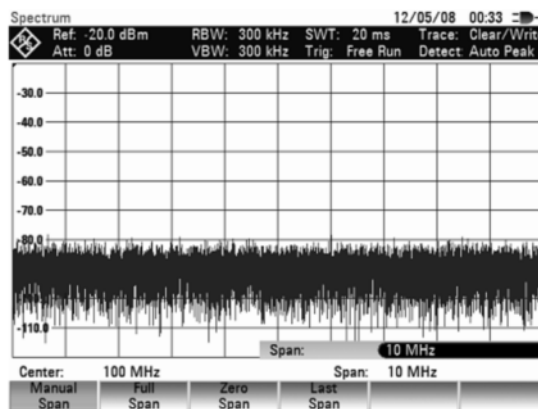 Spectrum 12/05/08 00:33
Ref: -20.0 dBm RBW: 300 kHz SWT: 20 ms Trace: Clear/Writ
Att: 0 dB VBW: 300 kHz Trig: Free Run Detect: Auto Peak
-30.0
-40.0
-50.0
-60.0
-70.0
-80.0
-110.0
Span: 10 MHz
Center: 100 MHz Span: 10 MHz
Manual Span Full Span Zero Span Last Span